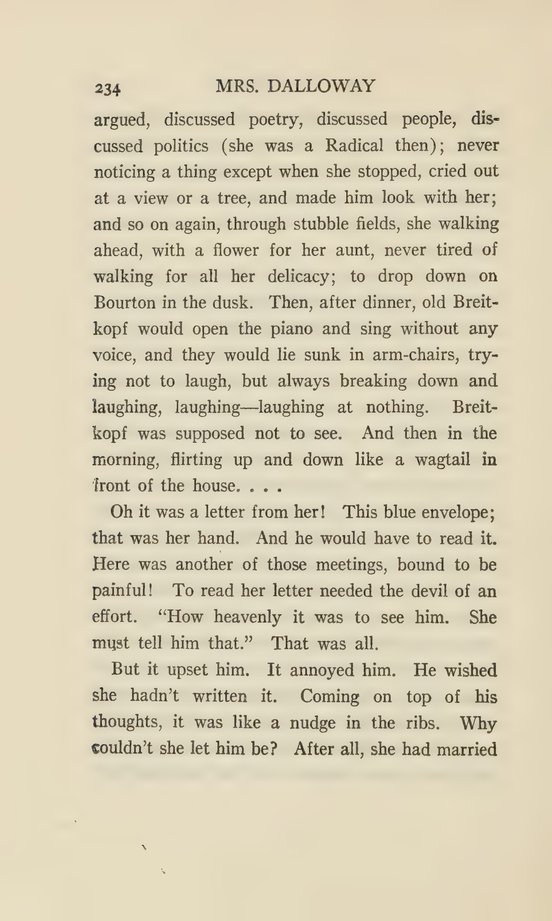 234 MRS. DALLOWAY
argued, discussed poetry, discussed people, dis-
cussed politics (she was a Radical then); never
noticing a thing except when she stopped, cried out
at a view or a tree, and made him look with her;
and so on again, through stubble fields, she walking
ahead, with a flower for her aunt, never tired of
walking for all her delicacy; to drop down on
Bourton in the dusk. Then, after dinner, old Breit-
kopf would open the piano and sing without any
voice, and they would lie sunk in arm-chairs, try-
ing not to laugh, but always breaking down and
laughing, laughing—laughing at nothing. Breit-
kopf was supposed not to see. And then in the
morning, flirting up and down like a wagtail in
front of the house. . . .
Oh it was a letter from her! This blue envelope;
that was her hand. And he would have to read it.
Here was another of those meetings, bound to be
painful! To read her letter needed the devil of an
effort. "How heavenly it was to see him. She
must tell him that." That was all.
But it upset him. It annoyed him. He wished
she hadn't written it. Coming on top of his
thoughts, it was like a nudge in the ribs. Why
couldn't she let him be? After all, she had married